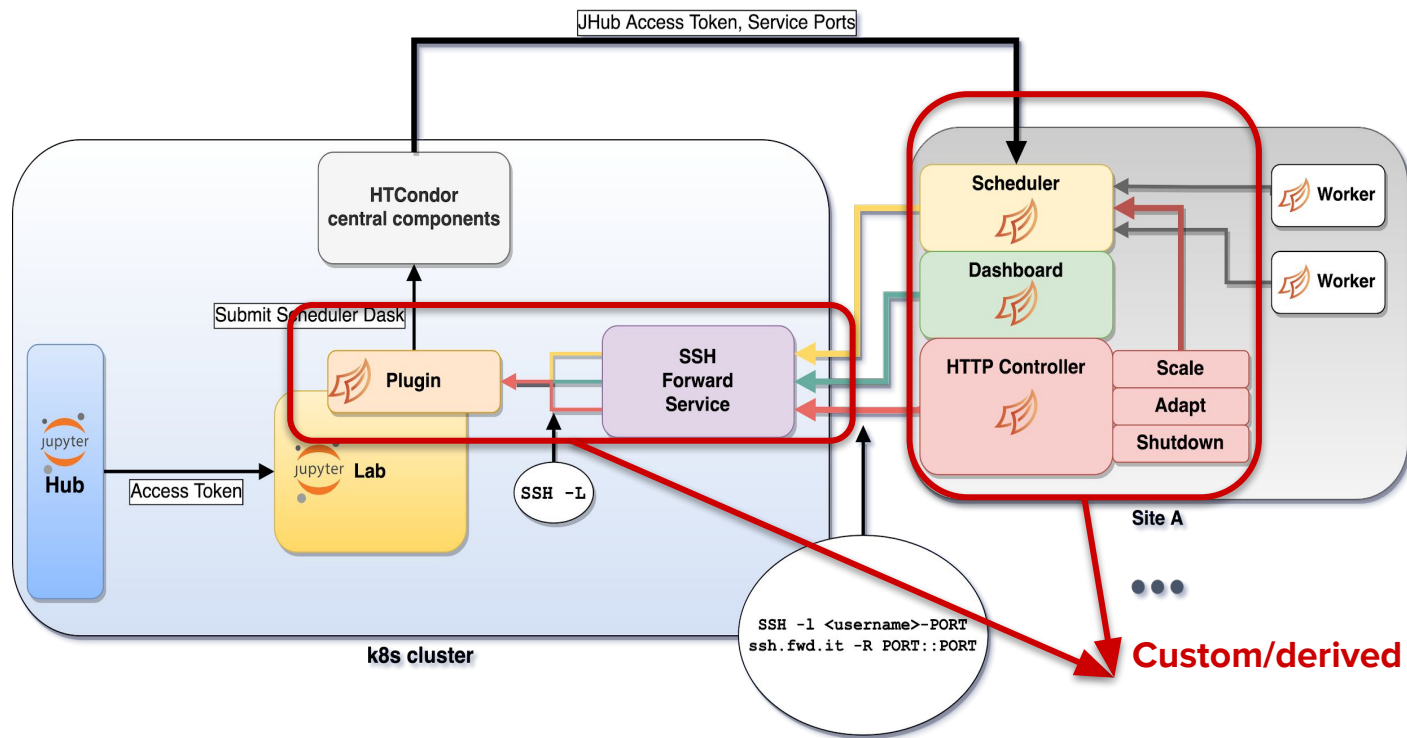 JHub Access Token, Service Ports
HTCondor
central components
Submit Scheduler Dask
Plugin
SSH
Forward
Service
Jupyter
Hub
Access Token
Jupyter
Lab
SSH -L
Scheduler
Dashboard
HTTP Controller
Scale
Adapt
Shutdown
Worker
Worker
Site A
SSH -l <username>-PORT
ssh.fwd.it -R PORT::PORT
k8s cluster
Custom/derived